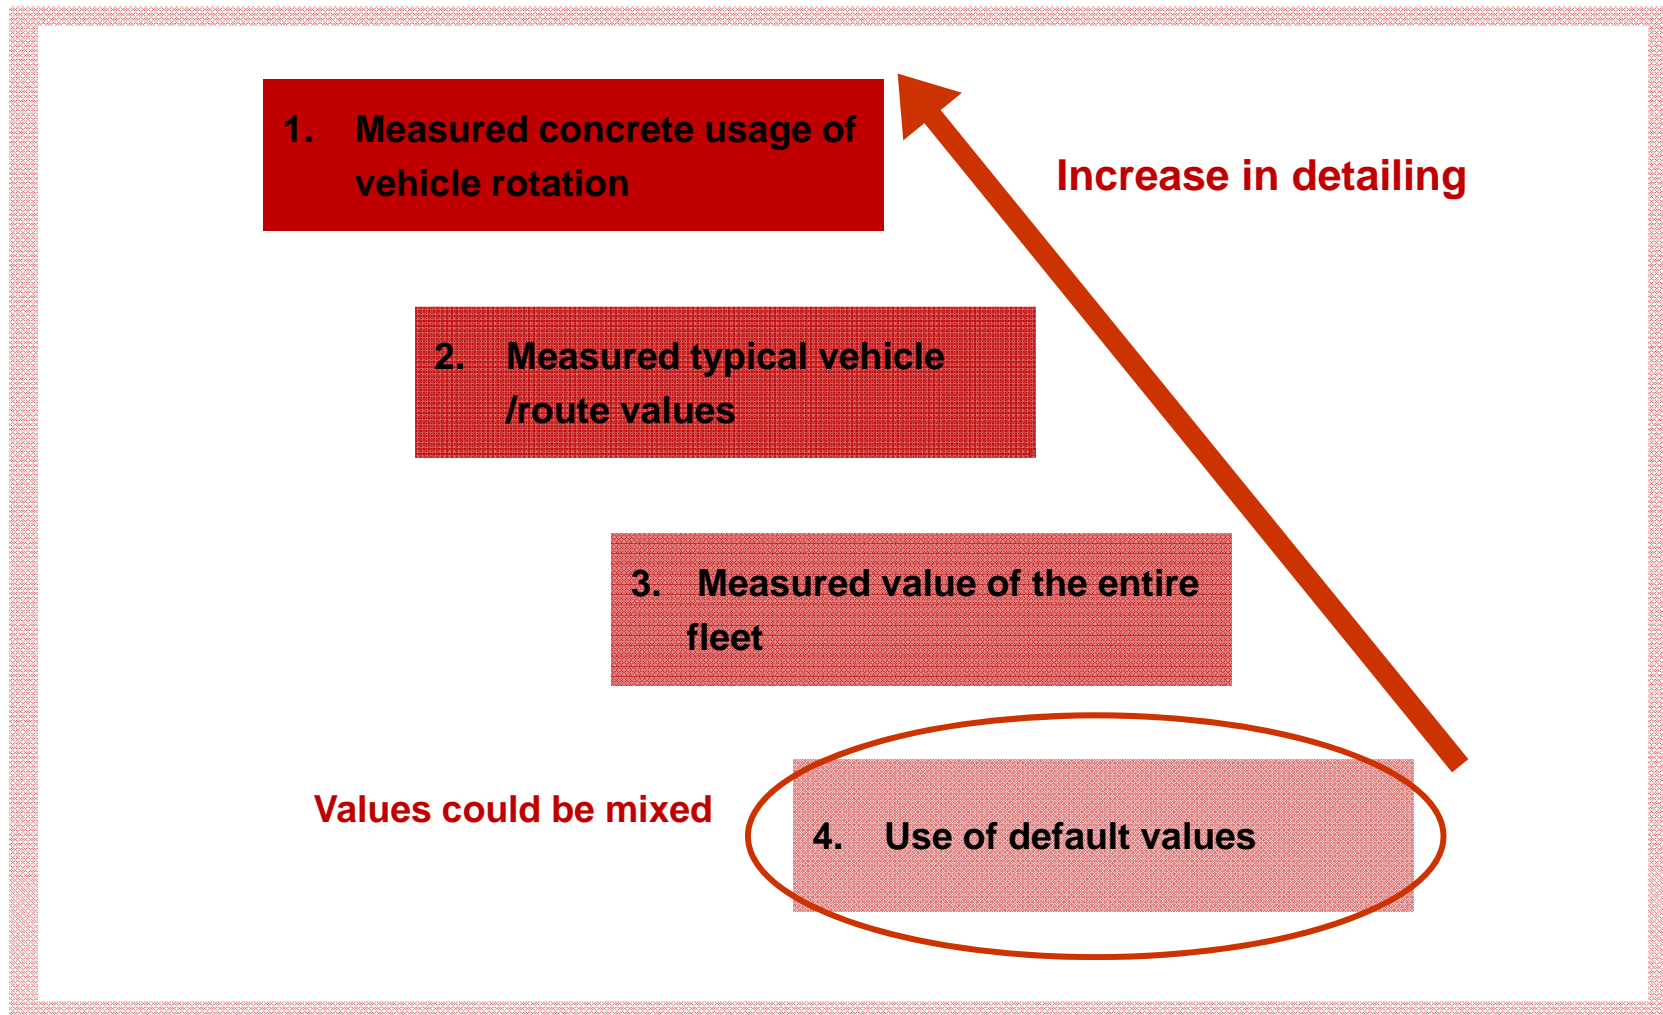 1. Measured concrete usage of
vehicle rotation
Increase in detailing
2. Measured typical vehicle
/route values
3. Measured value of the entire
fleet
Values could be mixed
4. Use of default values